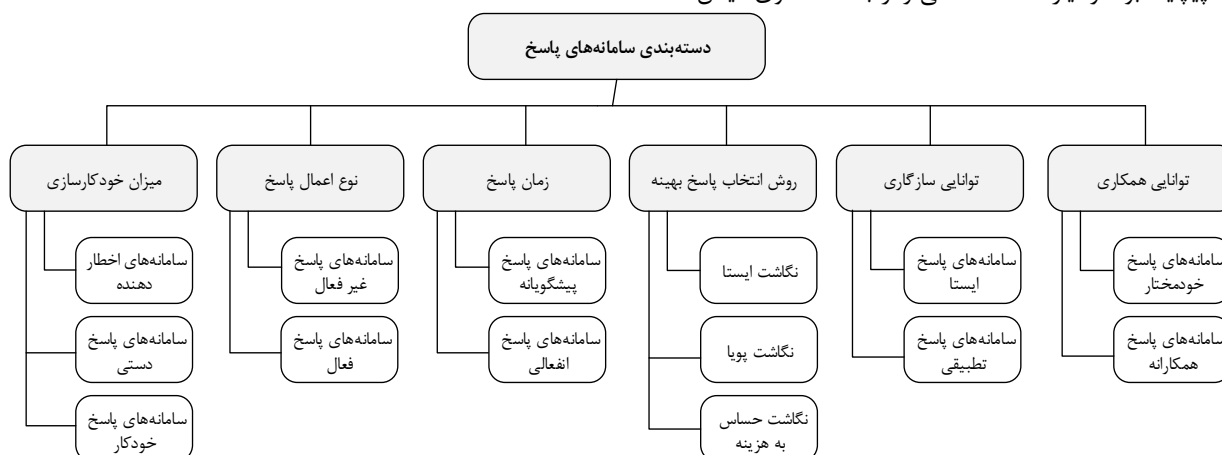 دسته‌بندی سامانه‌های پاسخ
توانایی همکاری
سامانه‌های پاسخ
خودمختار
سامانه‌های پاسخ
همکارانه
توانایی سازگاری
سامانه‌های پاسخ
ایستا
سامانه‌های پاسخ
تطبیقی
روش انتخاب پاسخ بهینه
نگاشت ایستا
نگاشت پویا
نگاشت حساس
به هزینه
زمان پاسخ
سامانه‌های پاسخ
پیشگویانه
سامانه‌های پاسخ
انفعالی
نوع اعمال پاسخ
سامانه‌های پاسخ
غیر فعال
سامانه‌های پاسخ
فعال
میزان خودکارسازی
سامانه‌های اخطار
دهنده
سامانه‌های پاسخ
دستی
سامانه‌های پاسخ
خودکار